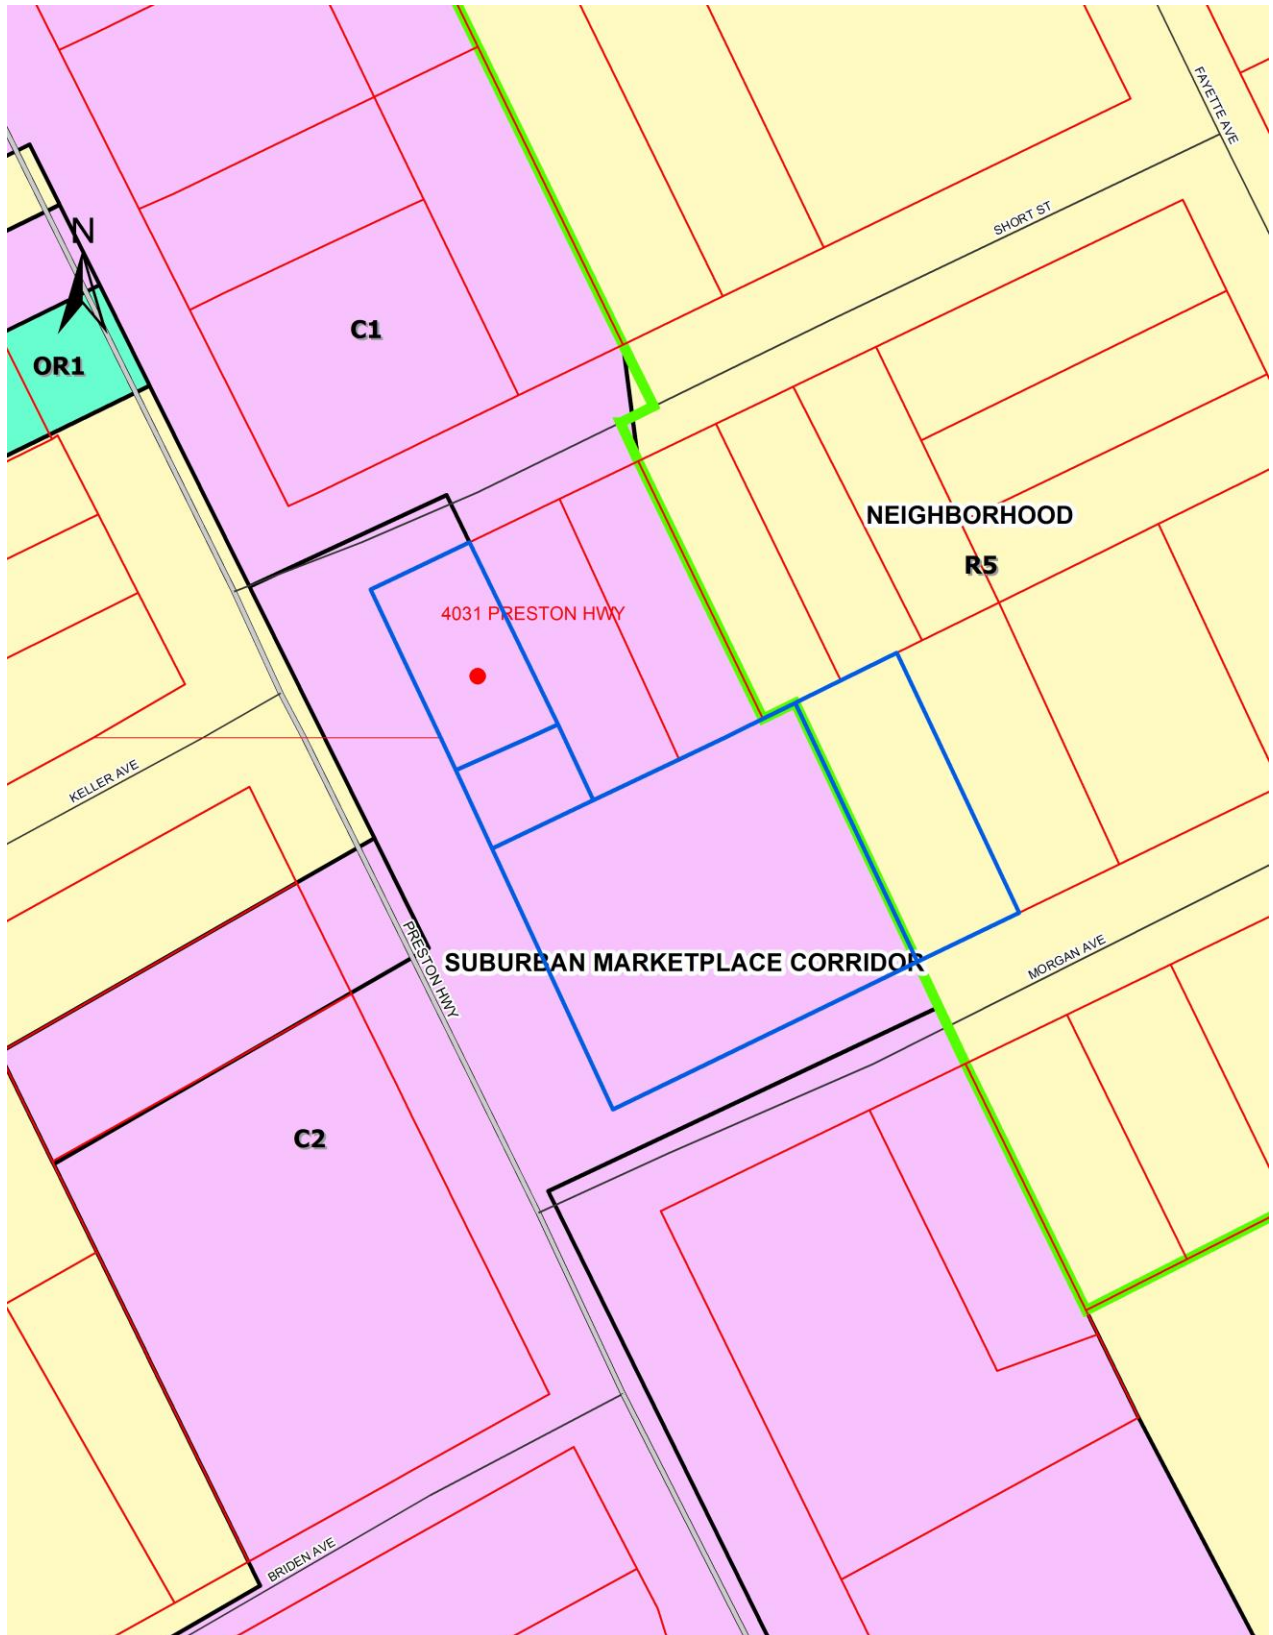 FAYETTE AVE
SHORT ST
N
C1
OR1
NEIGHBORHOOD
R5
4031 PRESTON HWY
KELLER AVE
PRESTON HWY
SUBURBAN MARKETPLACE CORRIDOR
MORGAN AVE
C2
BRIDEN AVE